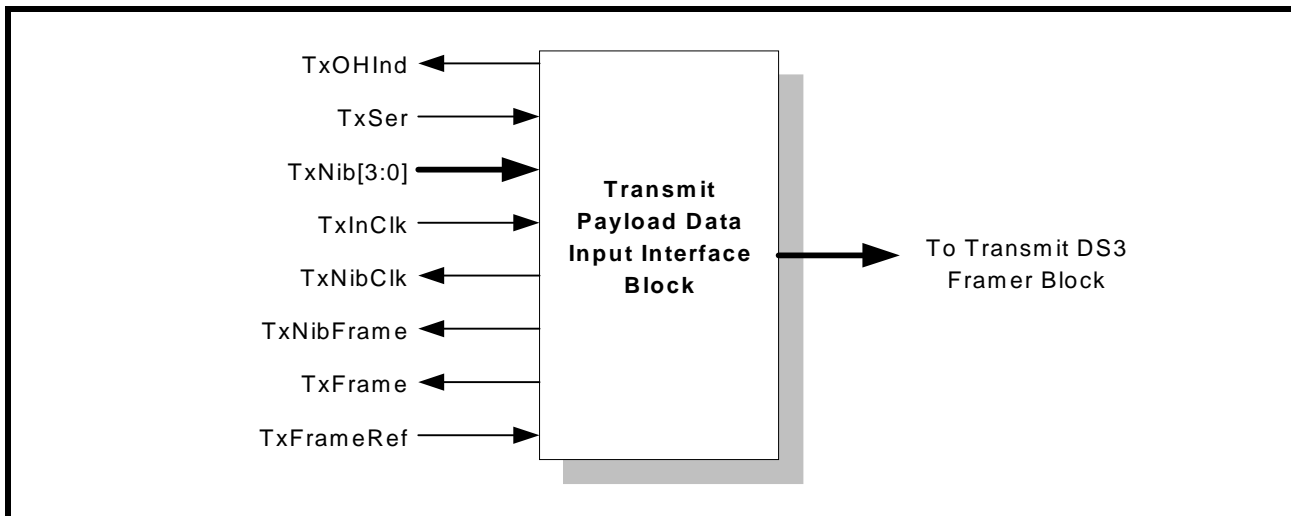 TxOHInd
TxSer
TxNib[3:0]
TxInClk
TxNibClk
TxNibFrame
TxFrame
TxFrameRef
Transmit
Payload Data
Input Interface
Block
To Transmit DS3
Framer Block